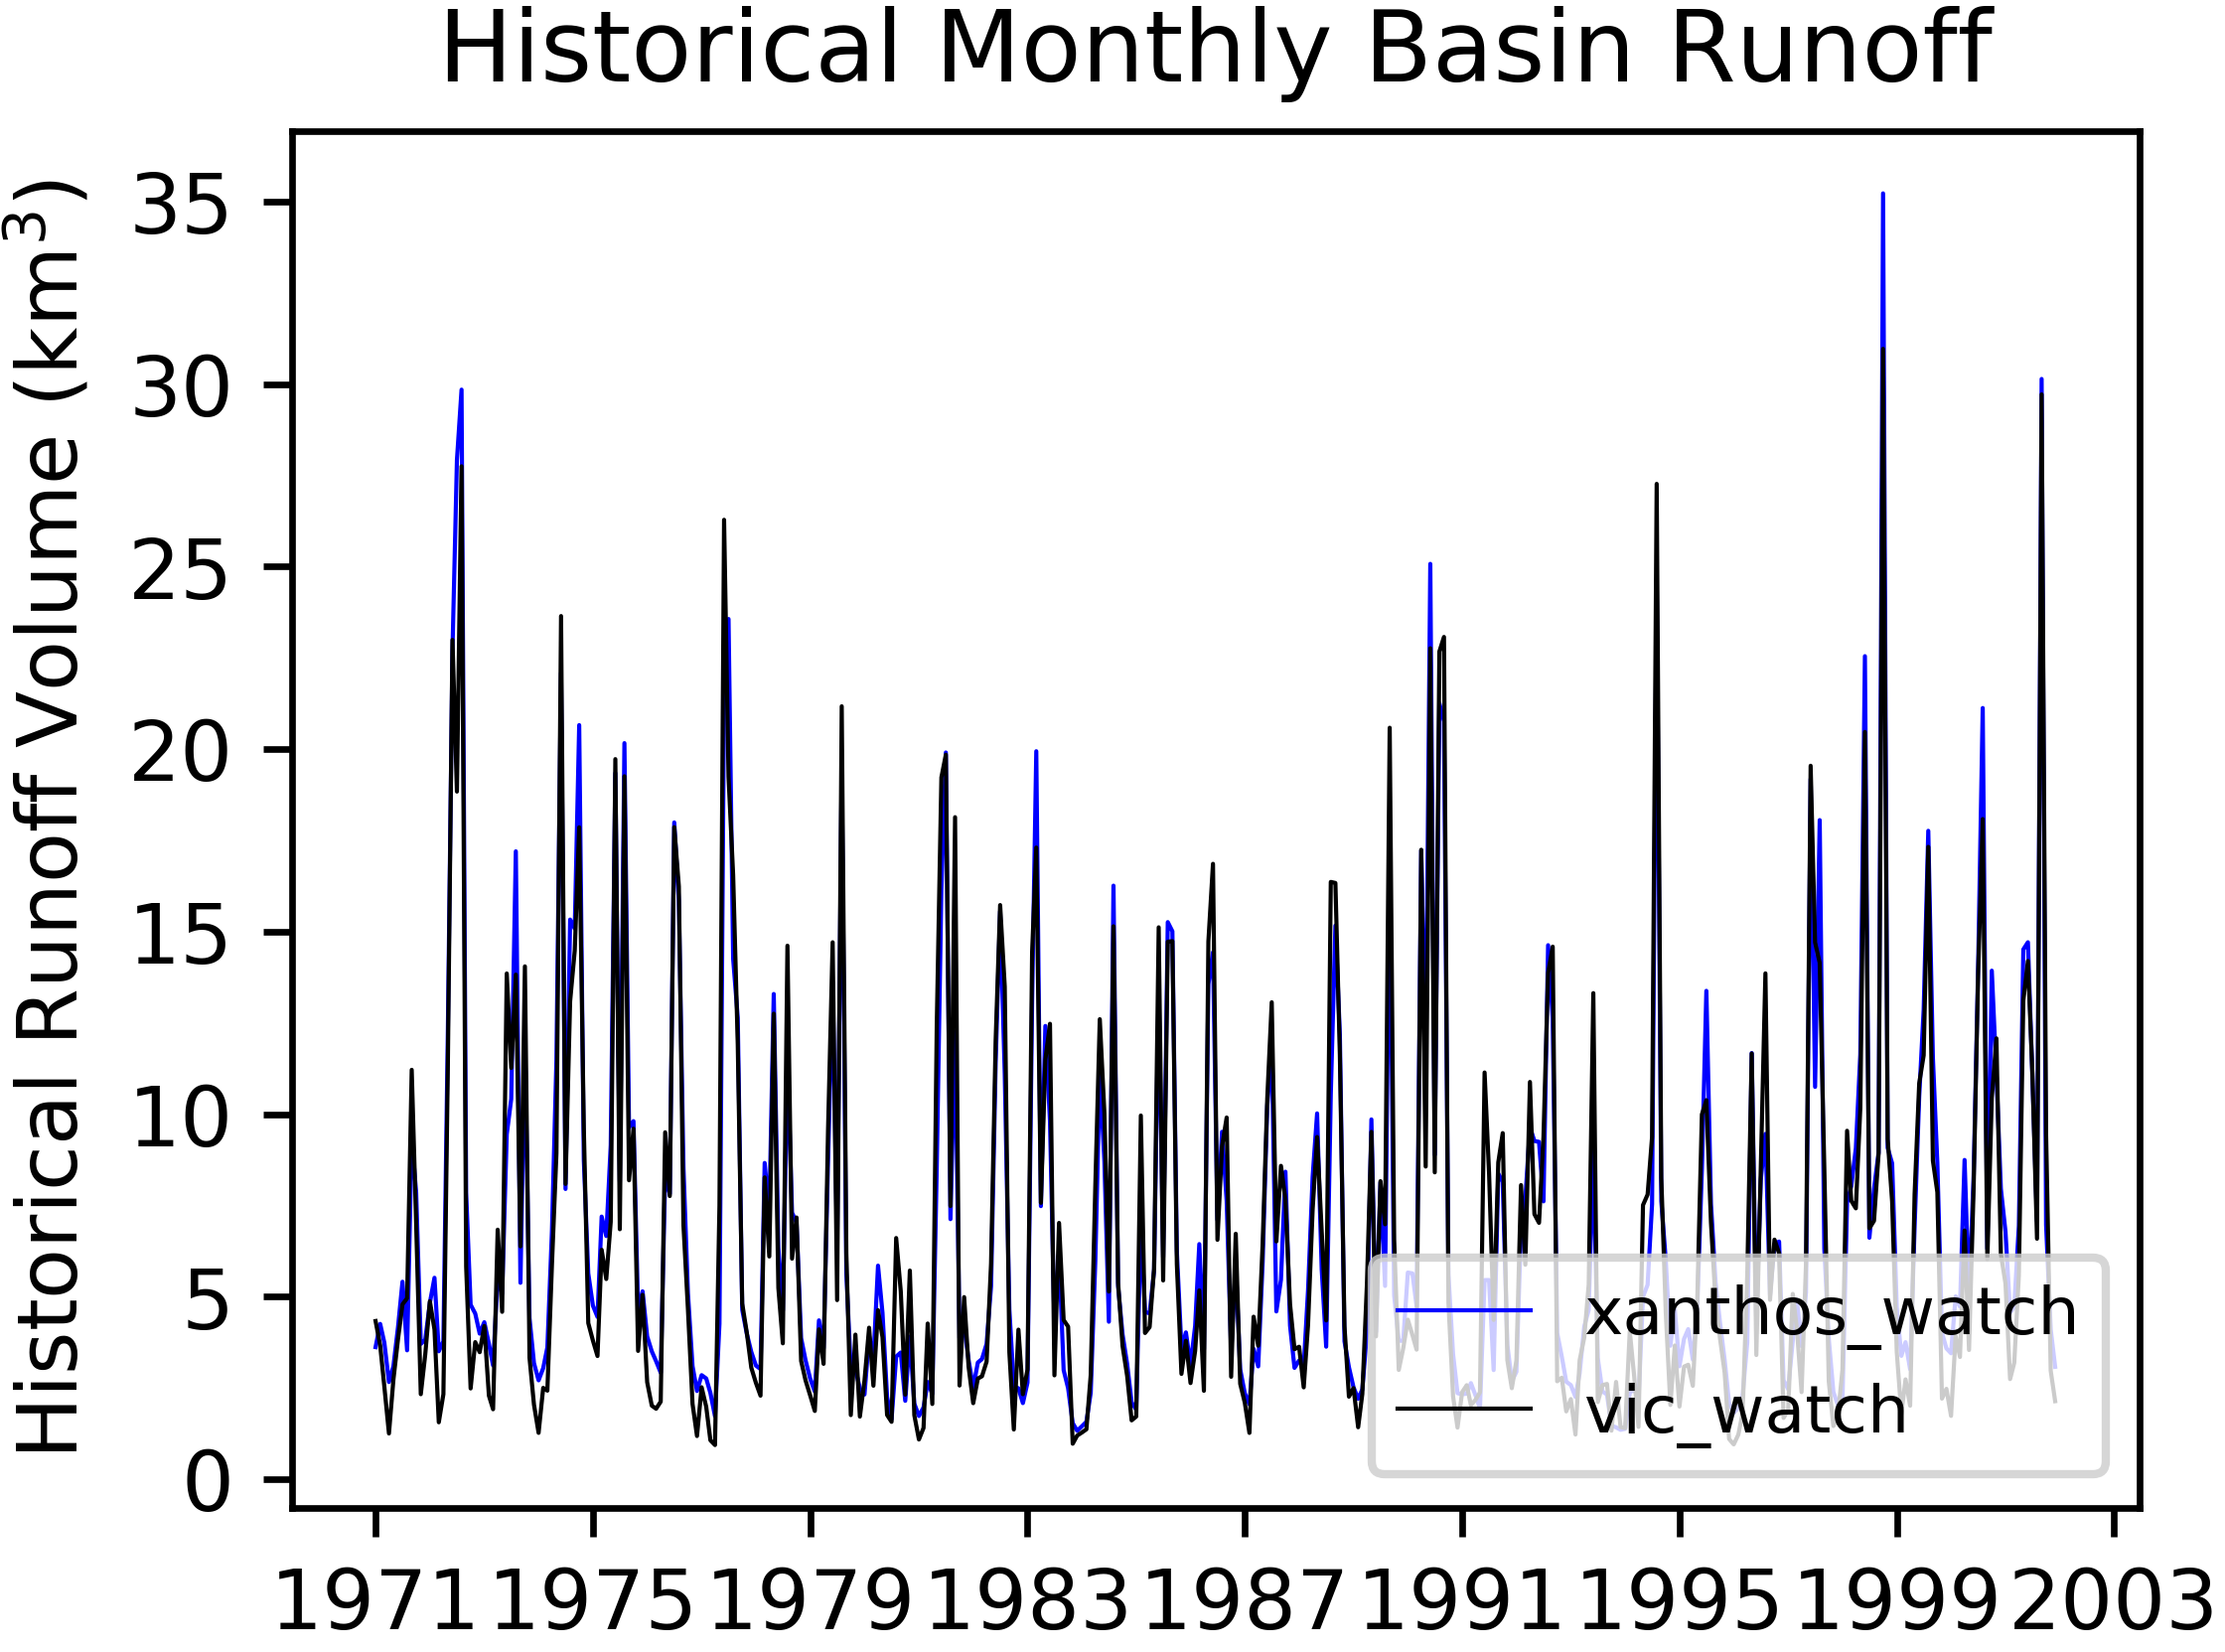 Historical Monthly Basin Runoff
Historical Runoff Volume (km³)
35
30
25
20
15
10
5
0
xanthos_watch
vic_watch
1971 1975 1979 1983 1987 1991 1995 1999 2003